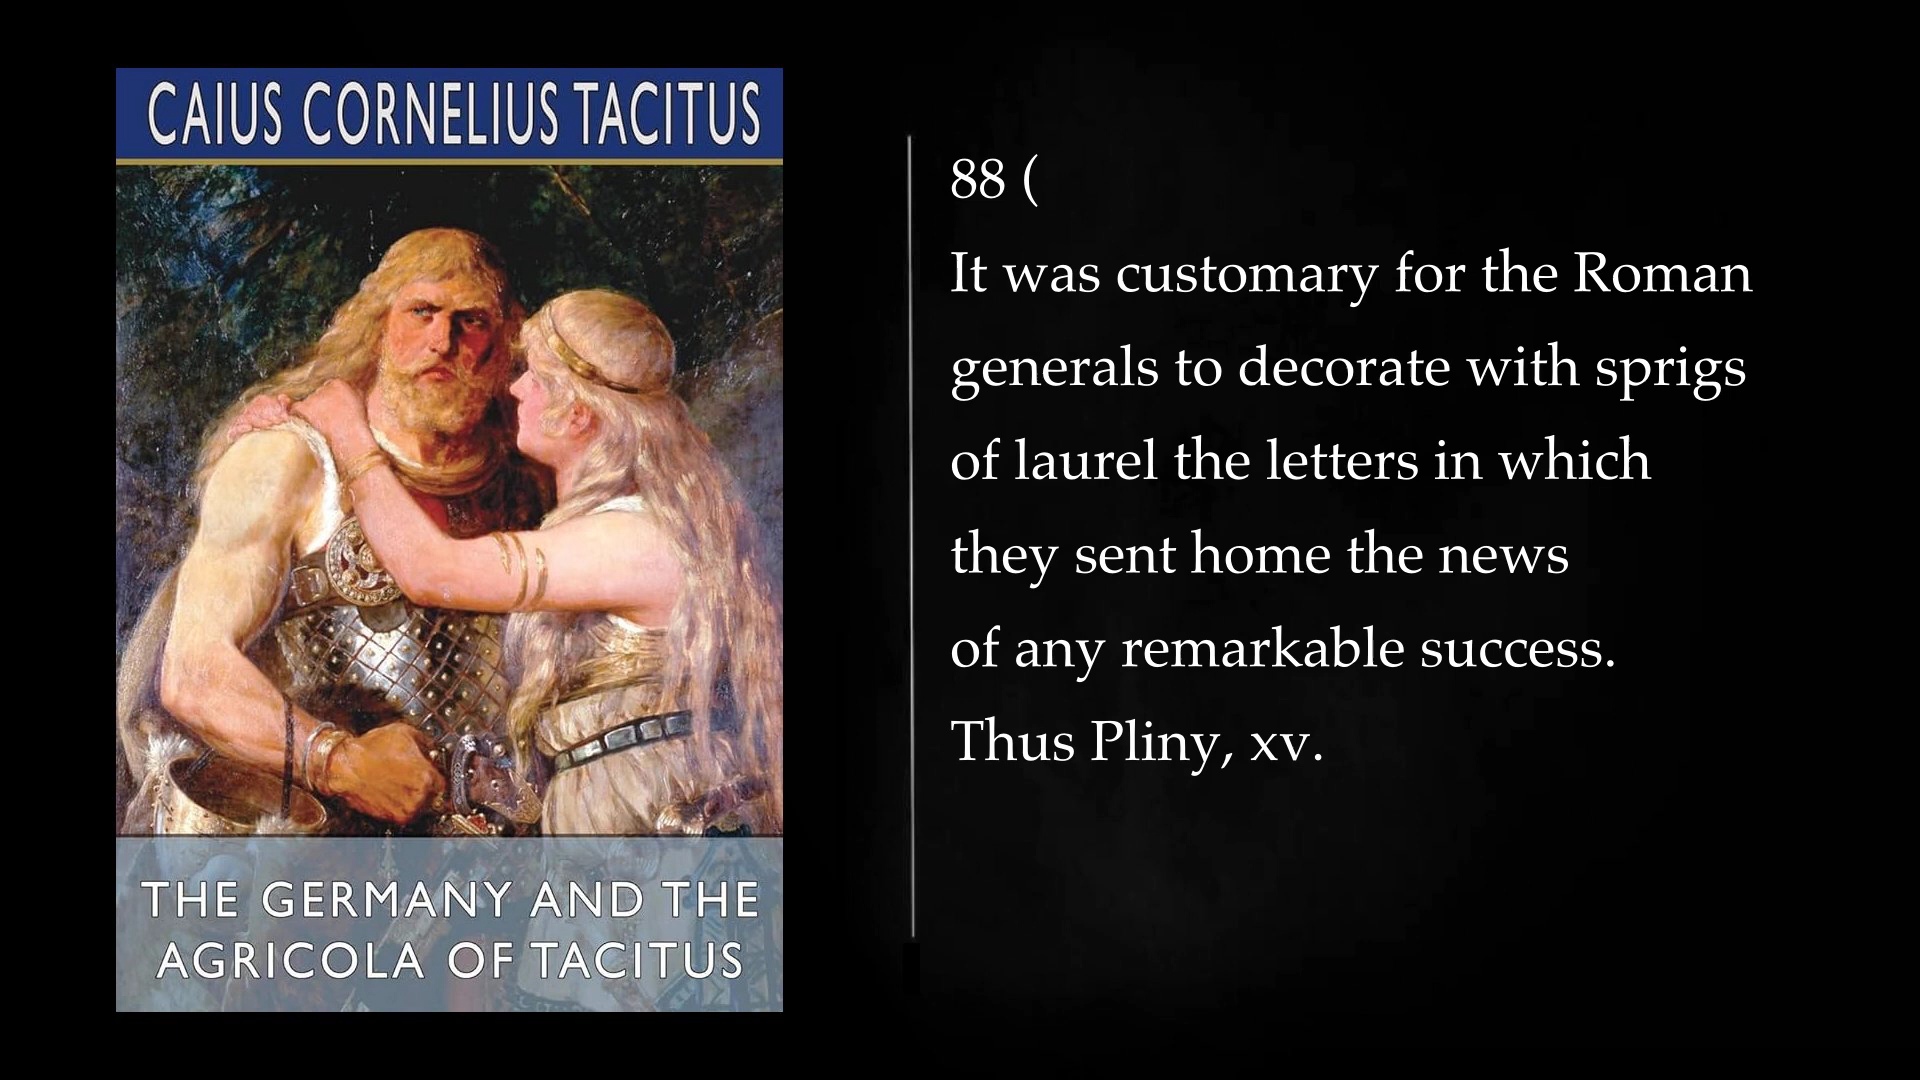 CAIUS CORNELIUS TACITUS
THE GERMANY AND THE
AGRICOLA OF TACITUS
88 (
It was customary for the Roman
generals to decorate with sprigs
of laurel the letters in which
they sent home the news
of any remarkable success.
Thus Pliny, xv.